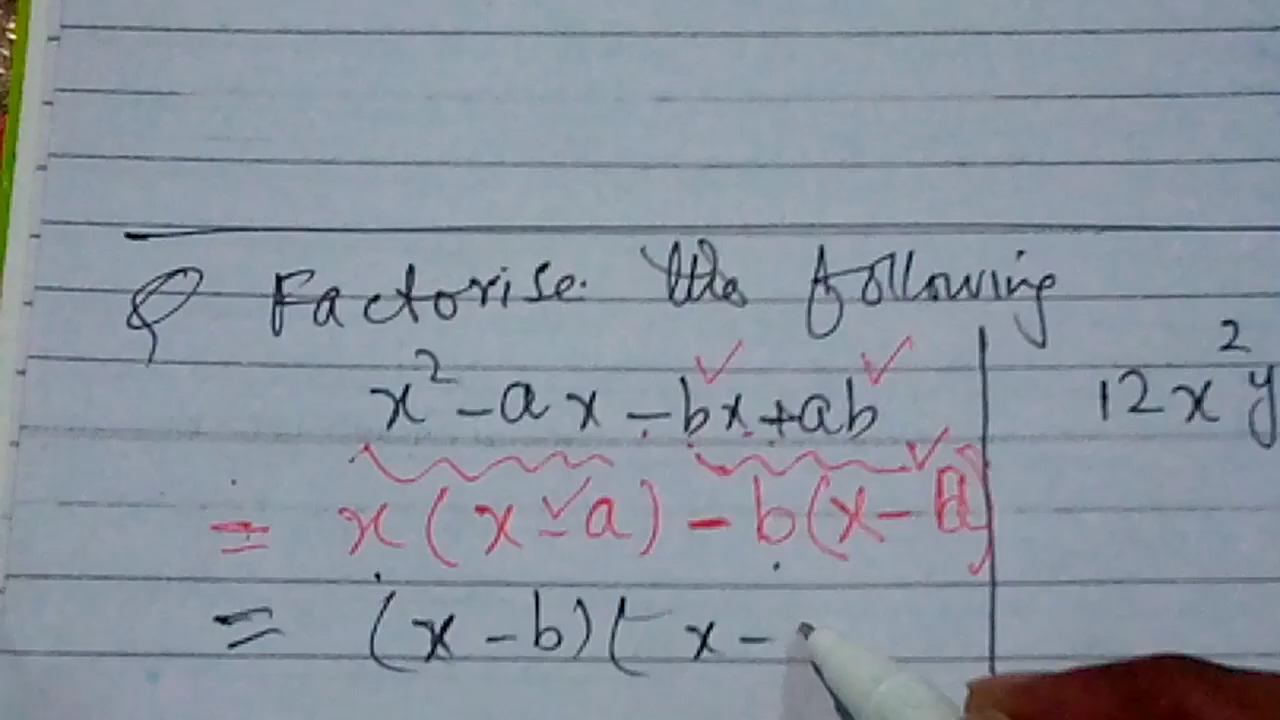 Q Factorise the following
x² - ax - bx + ab
12x²y
= x(x - a) - b(x - a)
= (x - b)(x -